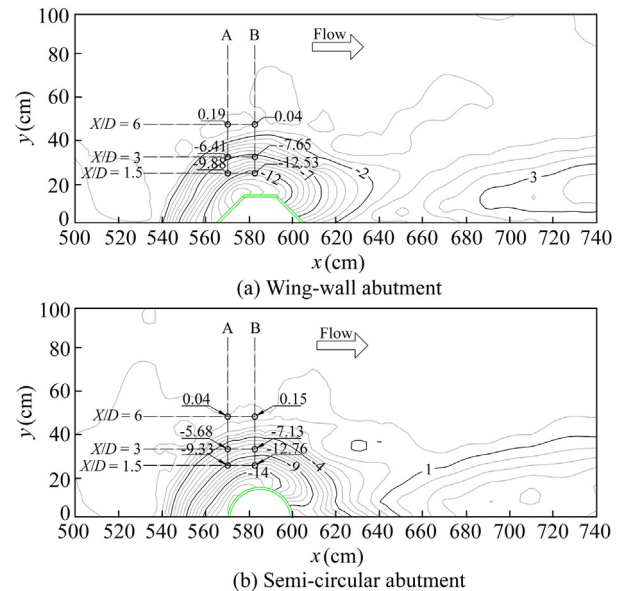 100
80
60
40
20
0
y (cm)
A B
Flow
0.19 0.04
X/D = 6
-6.41 -7.65
X/D = 3
-9.88 -12.53
X/D = 1.5
-12 -7 -2
3
500 520 540 560 580 600 620 640 660 680 700 720 740
x (cm)
(a) Wing-wall abutment
100
80
60
40
20
0
y (cm)
A B
Flow
0.04 0.15
X/D = 6
-5.68 -7.13
X/D = 3
-9.33 -12.76
X/D = 1.5
-14 -9 -4
1
500 520 540 560 580 600 620 640 660 680 700 720 740
x (cm)
(b) Semi-circular abutment